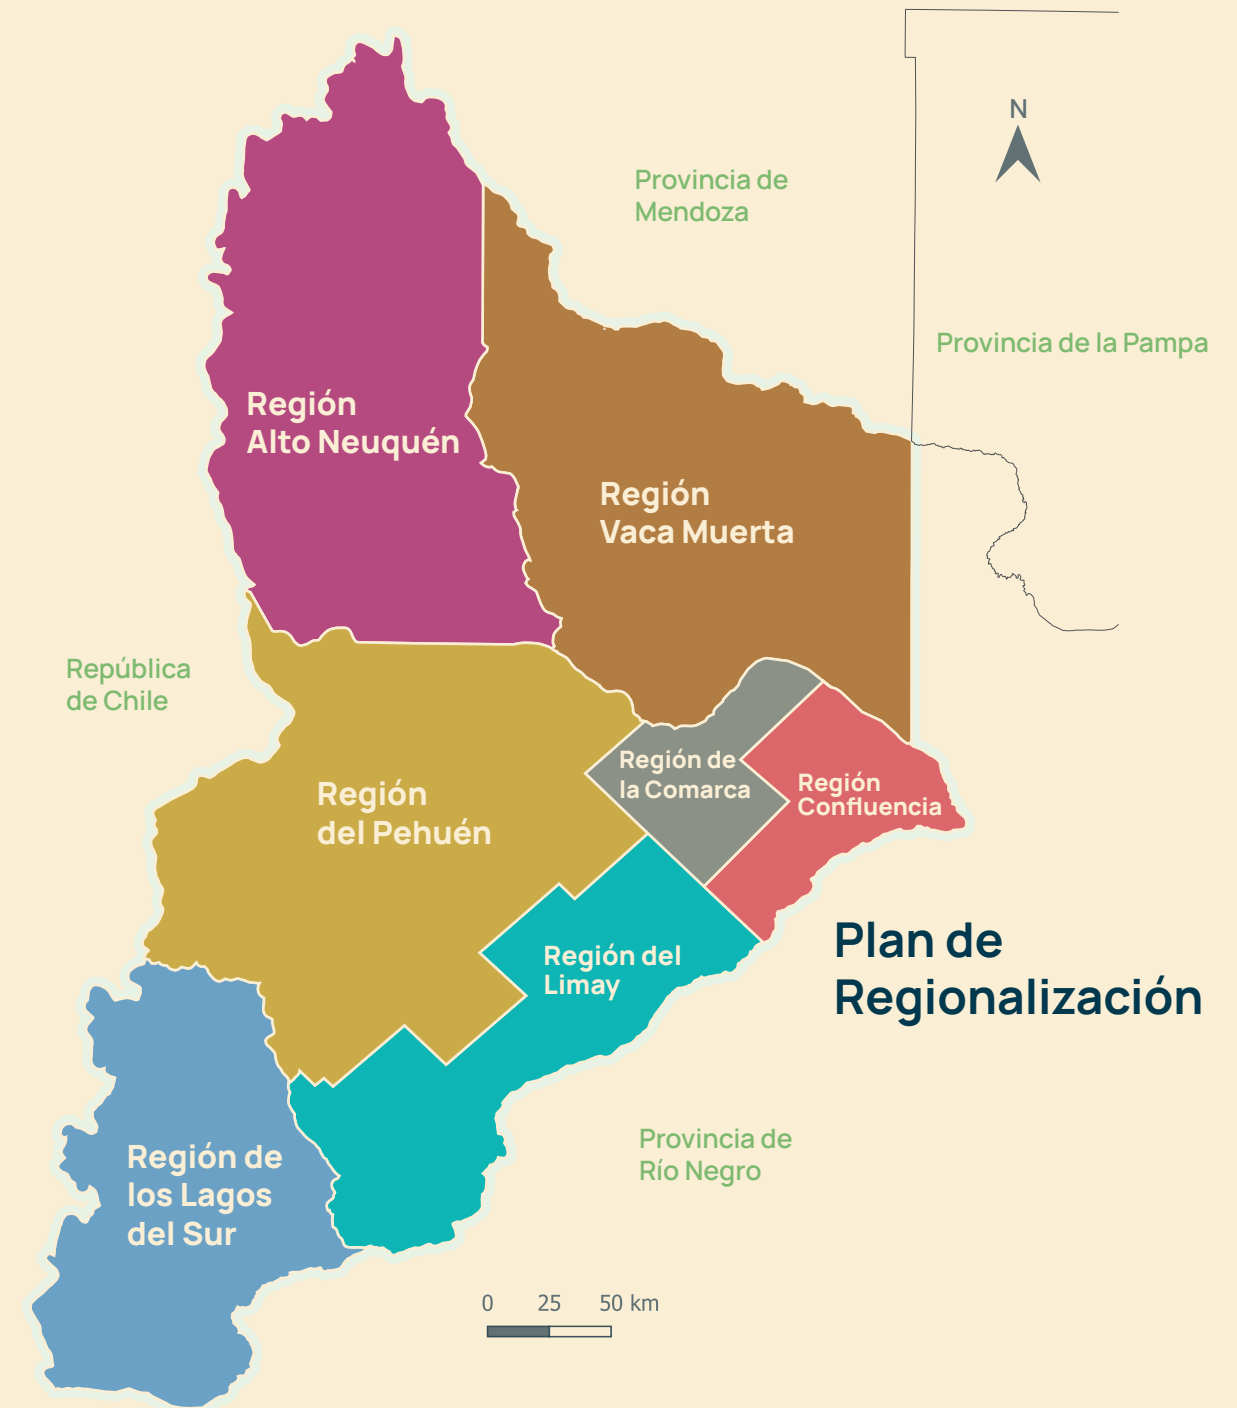 N
Provincia de
Mendoza
Provincia de la Pampa
Región
Alto Neuquén
Región
Vaca Muerta
República
de Chile
Región de
la Comarca
Región
Confluencia
Región
del Pehuén
Plan de
Regionalización
Región del
Limay
Provincia de
Río Negro
Región de
los Lagos
del Sur
0 25 50 km